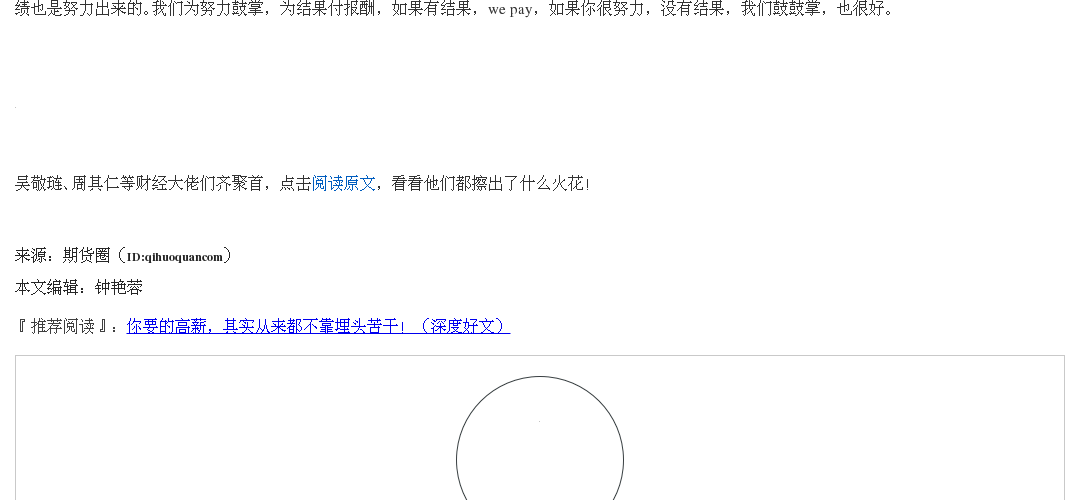 绩也是努力出来的。我们为努力鼓掌，为结果付报酬，如果有结果，we pay，如果你很努力，没有结果，我们鼓鼓掌，也很好。
吴敬琏、周其仁等财经大佬们齐聚首，点击阅读原文，看看他们都擦出了什么火花！
来源：期货圈（ID:qihuoquancom）
本文编辑：钟艳蓉
『推荐阅读』：你要的高薪，其实从来都不靠埋头苦干！（深度好文）